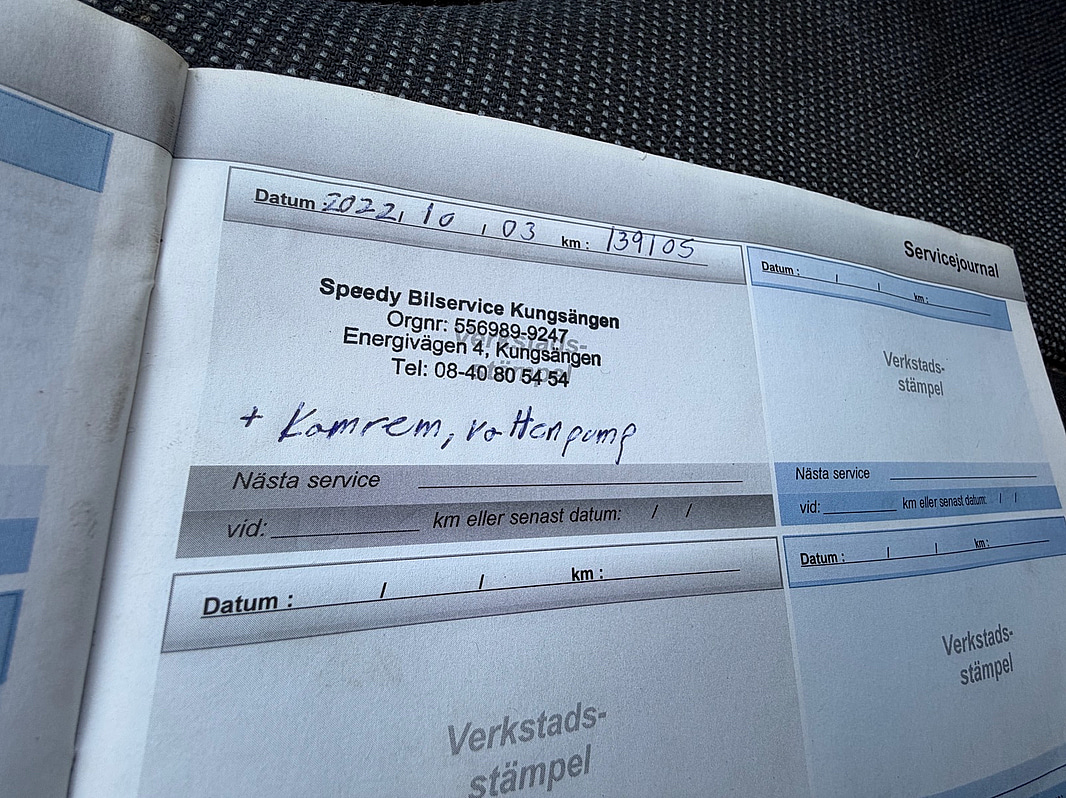 Servicejournal
Datum : 2022, 10 , 03 km : 139105
Speedy Bilservice Kungsängen
Orgnr: 556989-9247
Energivägen 4, Kungsängen
Tel: 08-40 80 54 54
Verkstads-
stämpel
+ Kamrem, vattenpump
Nästa service
vid: km eller senast datum: / /
Datum : / / km :
Verkstads-
stämpel
Nästa service
vid: km eller senast datum: / /
Datum : / / km :
Verkstads-
stämpel
Datum : / / km :
Verkstads-
stämpel